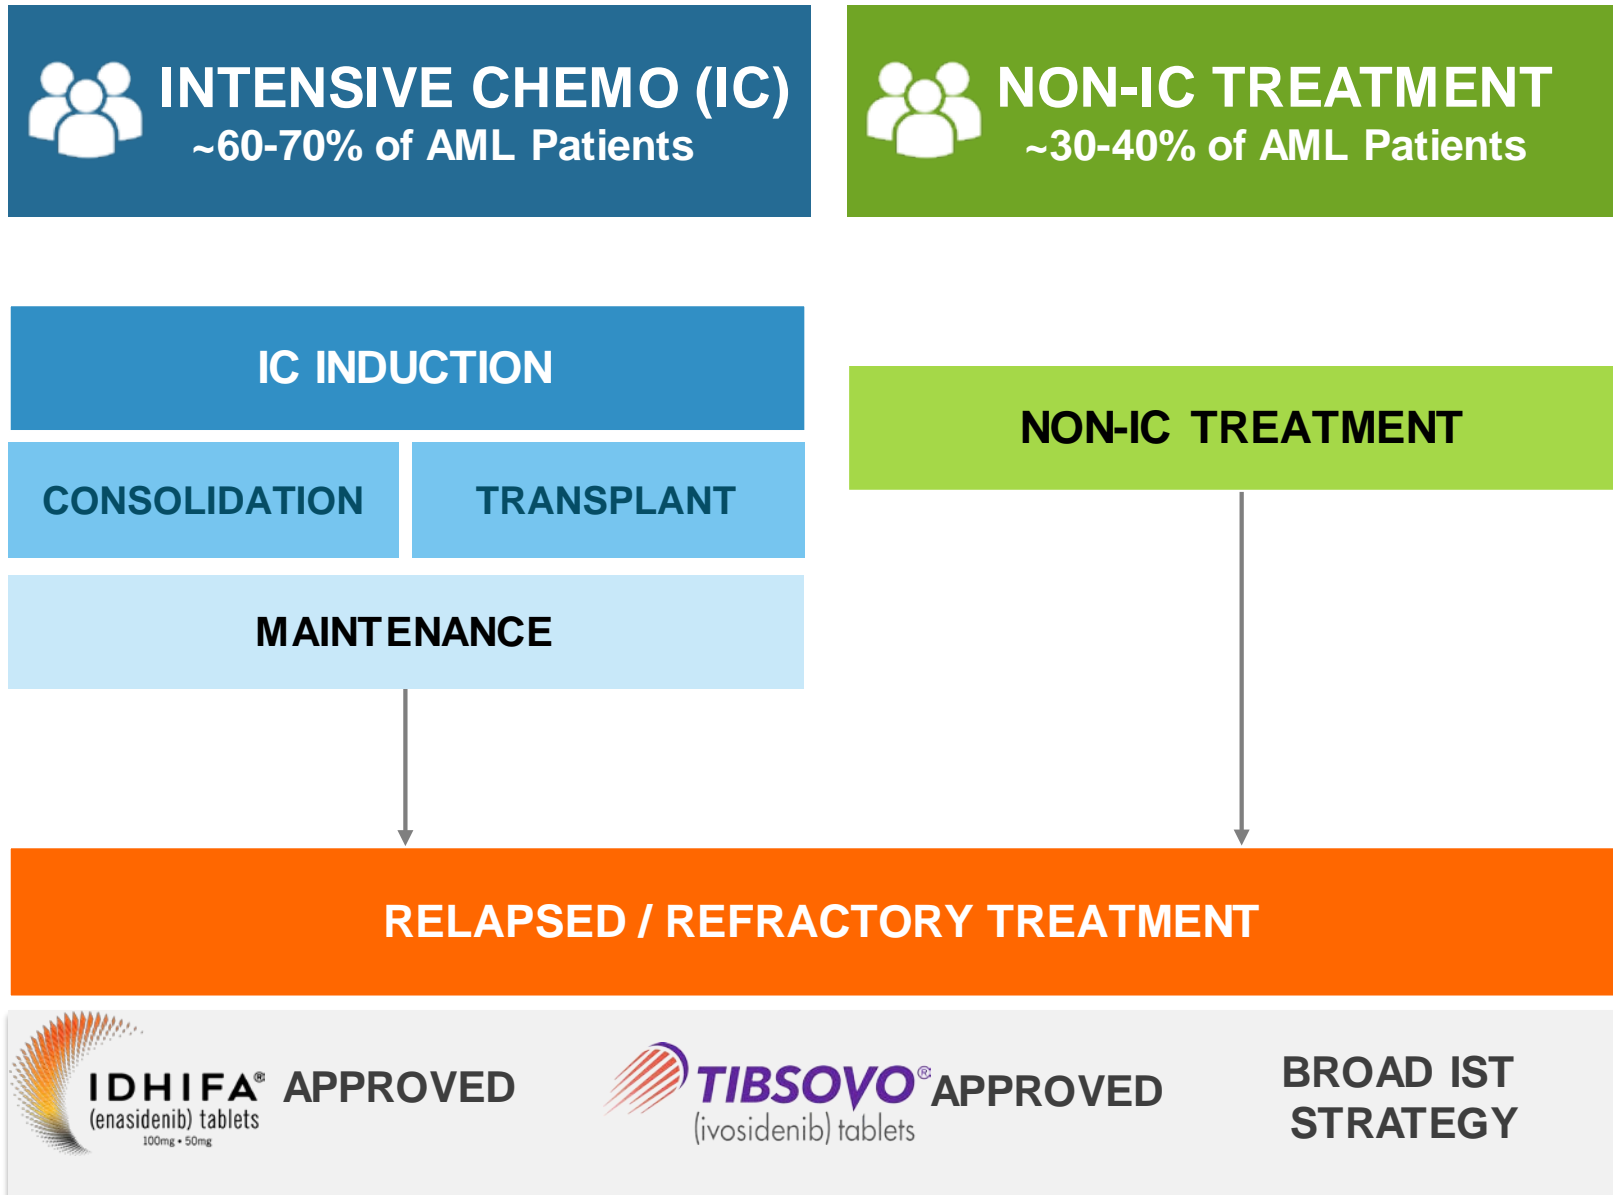 INTENSIVE CHEMO (IC)
~60-70% of AML Patients
NON-IC TREATMENT
~30-40% of AML Patients
IC INDUCTION
NON-IC TREATMENT
CONSOLIDATION
TRANSPLANT
MAINTENANCE
RELAPSED / REFRACTORY TREATMENT
IDHIFA®
(enasidenib) tablets
100mg • 50mg
APPROVED
TIBSOVO®
(ivosidenib) tablets
APPROVED
BROAD IST
STRATEGY